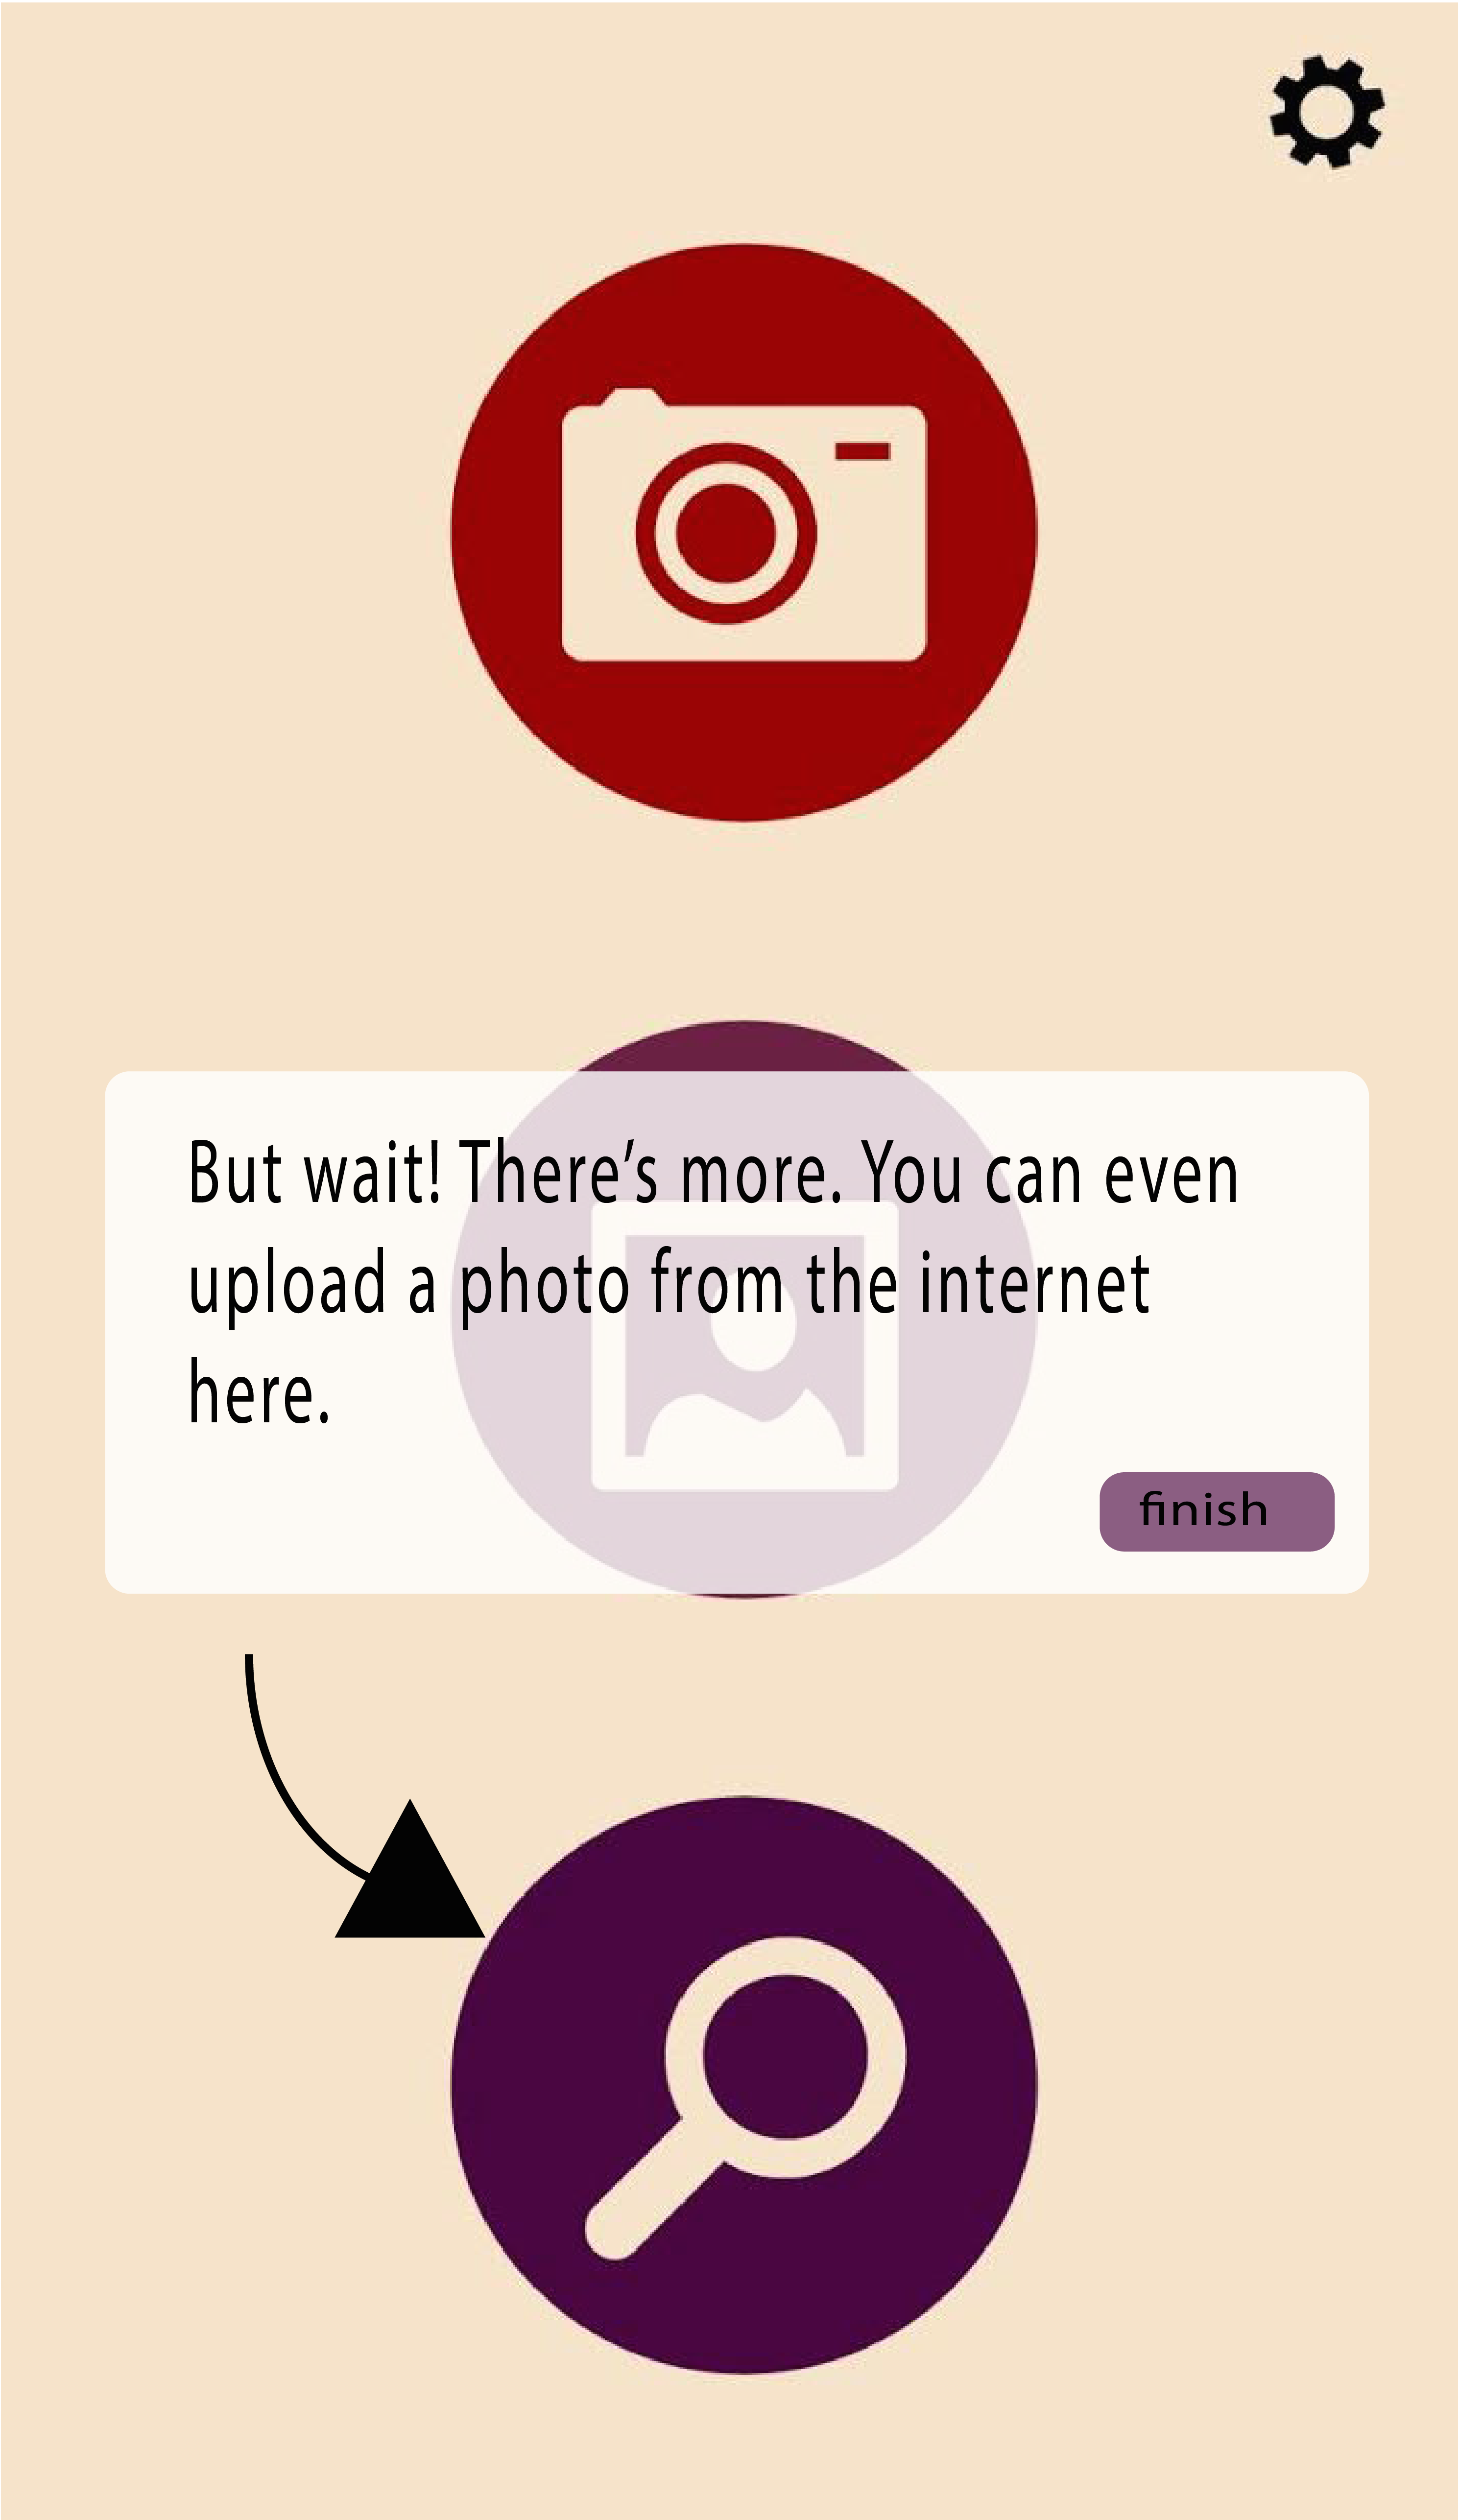 But wait! There’s more. You can even
upload a photo from the internet
here.
finish